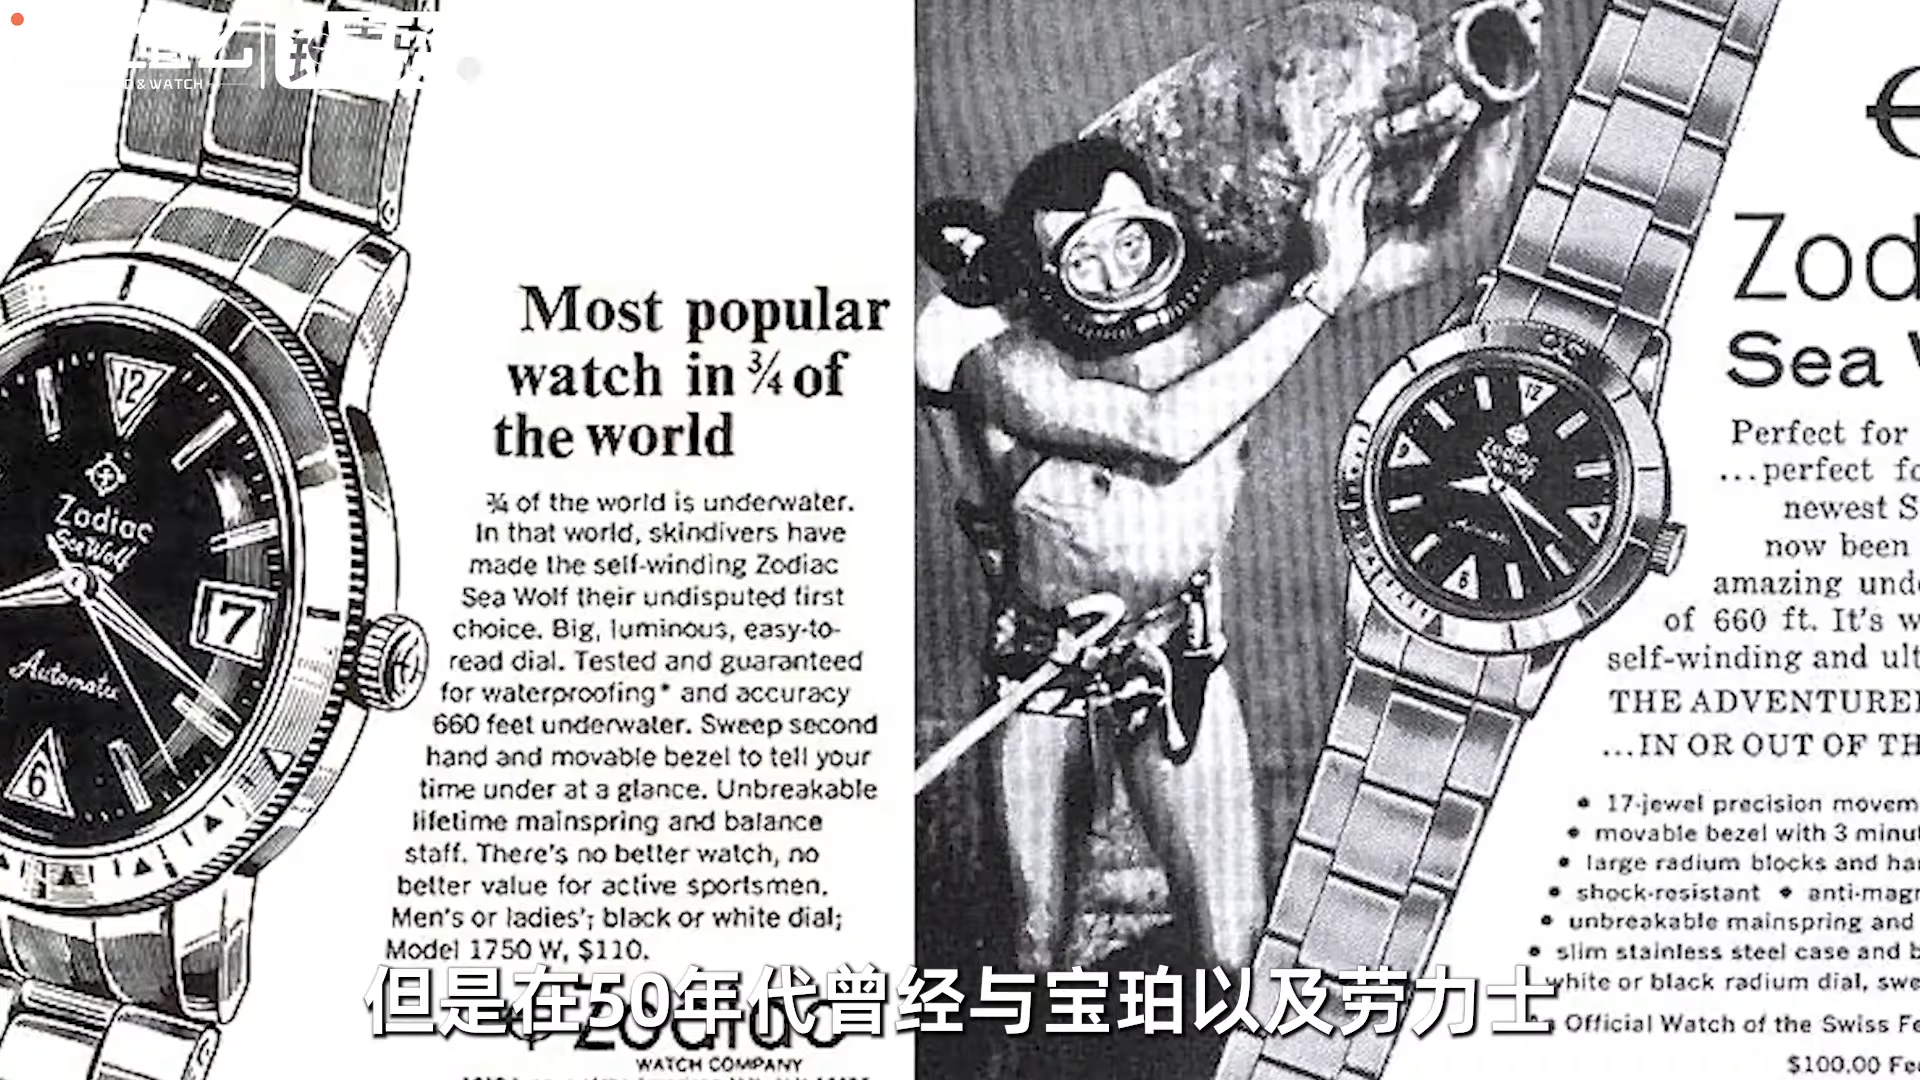 &WATCH
12
Zodiac
Sea Wolf
7
Automatic
6
Most popular
watch in ¾ of
the world
¾ of the world is underwater.
In that world, skindivers have
made the self-winding Zodiac
Sea Wolf their undisputed first
choice. Big, luminous, easy-to-
read dial. Tested and guaranteed
for waterproofing* and accuracy
660 feet underwater. Sweep second
hand and movable bezel to tell your
time under at a glance. Unbreakable
lifetime mainspring and balance
staff. There's no better watch, no
better value for active sportsmen.
Men's or ladies'; black or white dial;
Model 1750 W, $110.
Zodiac
WATCH COMPANY
12
Zodiac
9
3
6
Zod
Sea
Perfect for
...perfect fo
newest S
now been
amazing unde
of 660 ft. It's w
self-winding and ult
THE ADVENTURE
...IN OR OUT OF TH
• 17-jewel precision movem
• movable bezel with 3 minut
• large radium blocks and ha
• shock-resistant • anti-magn
• unbreakable mainspring and
• slim stainless steel case and b
white or black radium dial, swe
Official Watch of the Swiss Fe
$100.00 Fe
但是在50年代曾经与宝珀以及劳力士